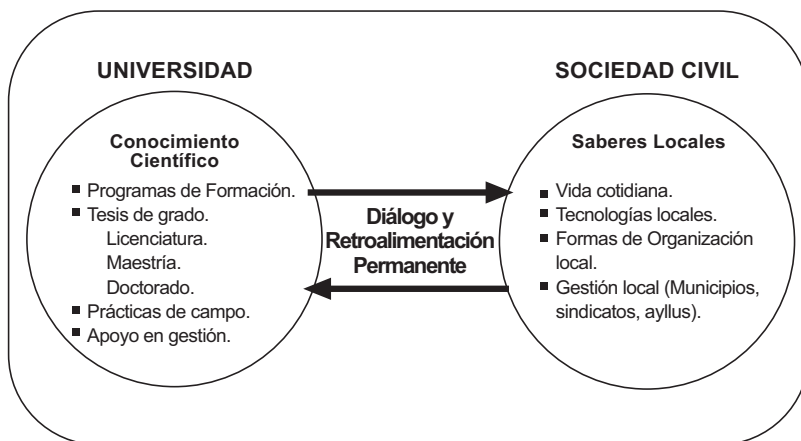 UNIVERSIDAD
Conocimiento
Científico
Programas de Formación.
Tesis de grado.
Licenciatura.
Maestría.
Doctorado.
Prácticas de campo.
Apoyo en gestión.
Diálogo y
Retroalimentación
Permanente
SOCIEDAD CIVIL
Saberes Locales
Vida cotidiana.
Tecnologías locales.
Formas de Organización
local.
Gestión local (Municipios,
sindicatos, ayllus).